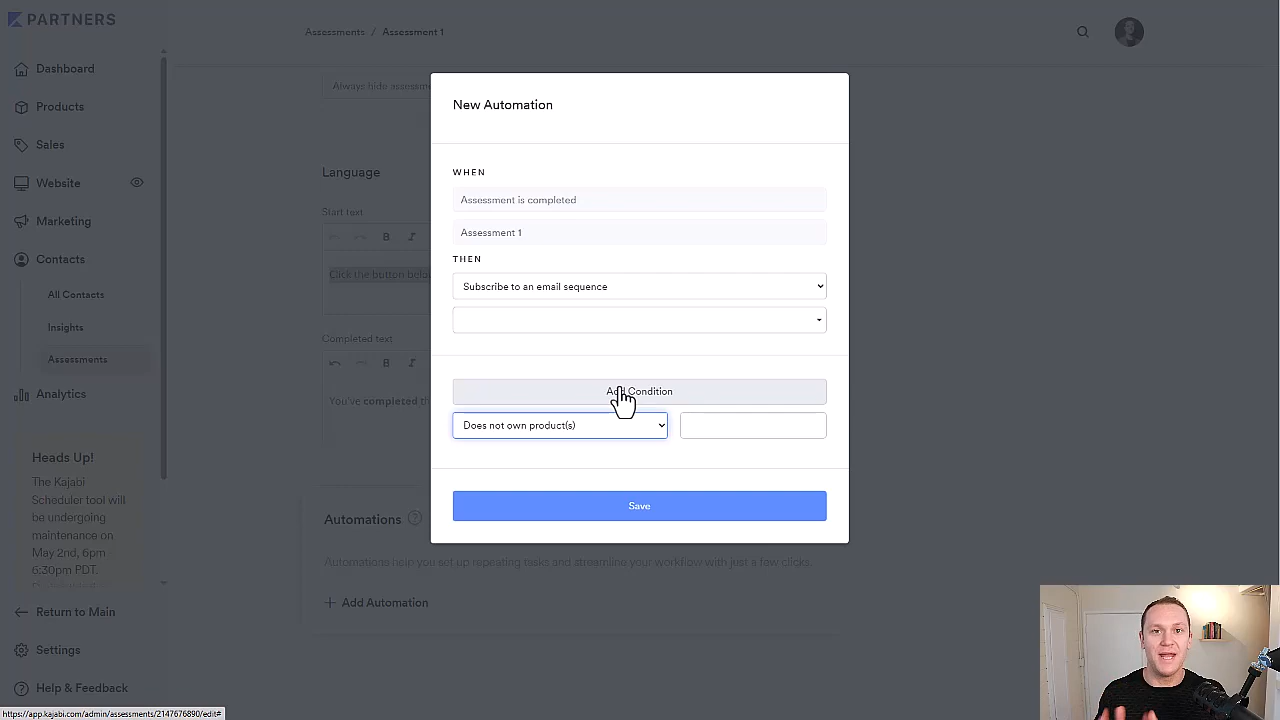 PARTNERS
Assessments / Assessment 1
Dashboard
Products
Sales
Website
Marketing
Contacts
All Contacts
Insights
Assessments
Analytics
Heads Up!
The Kajabi
Scheduler tool will
be undergoing
maintenance on
May 2nd, 6pm
6:30pm PDT.
Return to Main
Settings
Help & Feedback
Always hide assessm
Language
Start text
B I
Click the button below
Completed text
B I
You've completed th
Automations ?
Automations help you set up repeating tasks and streamline your workflow with just a few clicks.
+ Add Automation
New Automation
WHEN
Assessment is completed
Assessment 1
THEN
Subscribe to an email sequence
Add Condition
Does not own product(s)
Save
https://app.kajabi.com/admin/assessments/2147676890/edit#